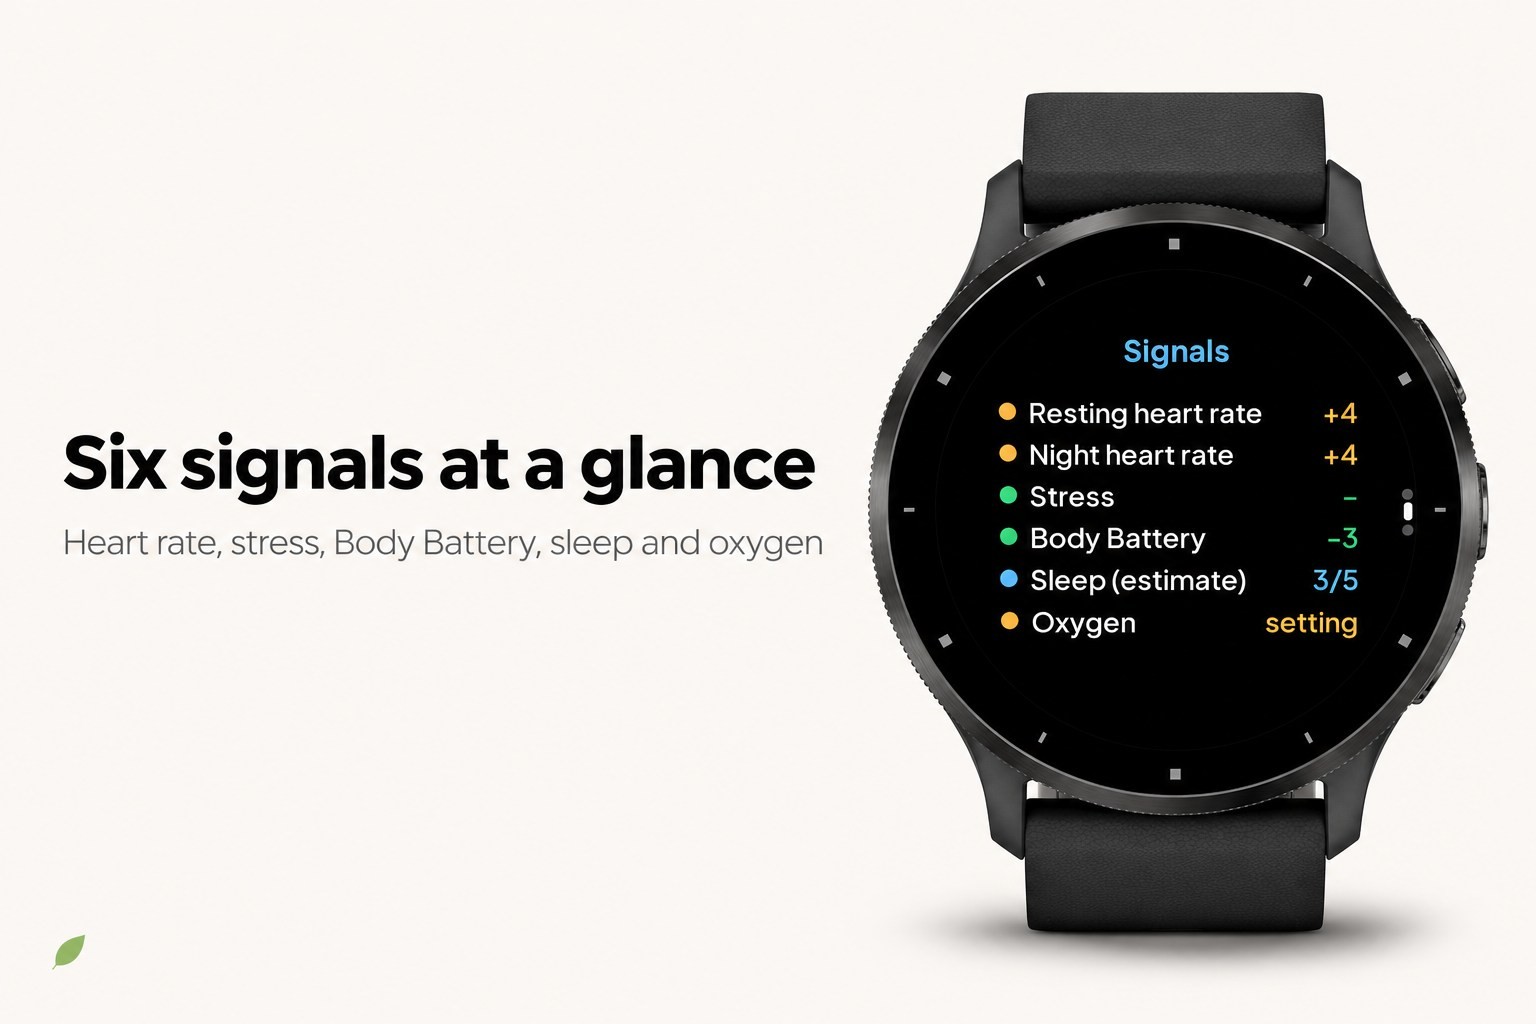 Six signals at a glance
Heart rate, stress, Body Battery, sleep and oxygen
Signals
Resting heart rate +4
Night heart rate +4
Stress –
Body Battery -3
Sleep (estimate) 3/5
Oxygen setting